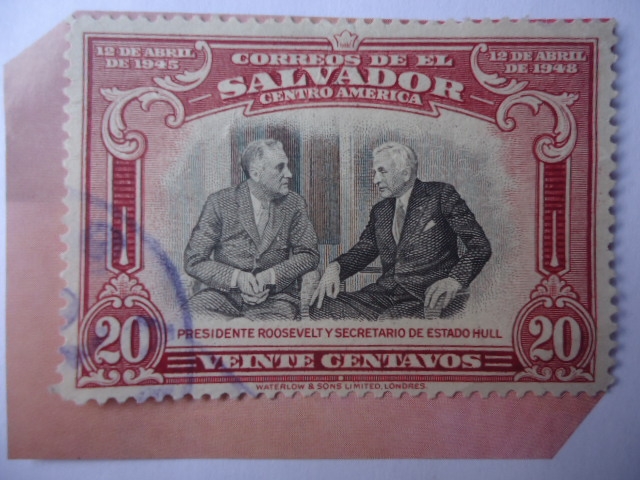 12 DE ABRIL
DE 1945
CORREOS DE EL
SALVADOR
CENTRO AMERICA
12 DE ABRIL
DE 1948
PRESIDENTE ROOSEVELT Y SECRETARIO DE ESTADO HULL
20
VEINTE CENTAVOS
20
WATERLOW & SONS LIMITED, LONDRES.